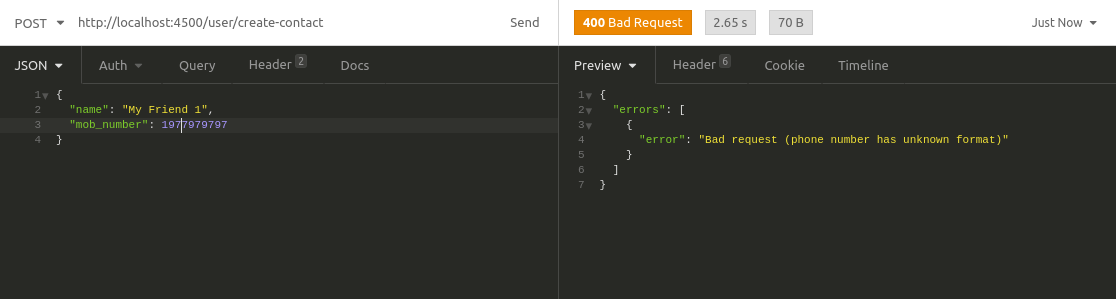 POST http://localhost:4500/user/create-contact Send 400 Bad Request 2.65 s 70 B Just Now
JSON Auth Query Header 2 Docs Preview Header 6 Cookie Timeline
1 {
2 "name": "My Friend 1",
3 "mob_number": 1977979797
4 }
1 {
2 "errors": [
3 {
4 "error": "Bad request (phone number has unknown format)"
5 }
6 ]
7 }